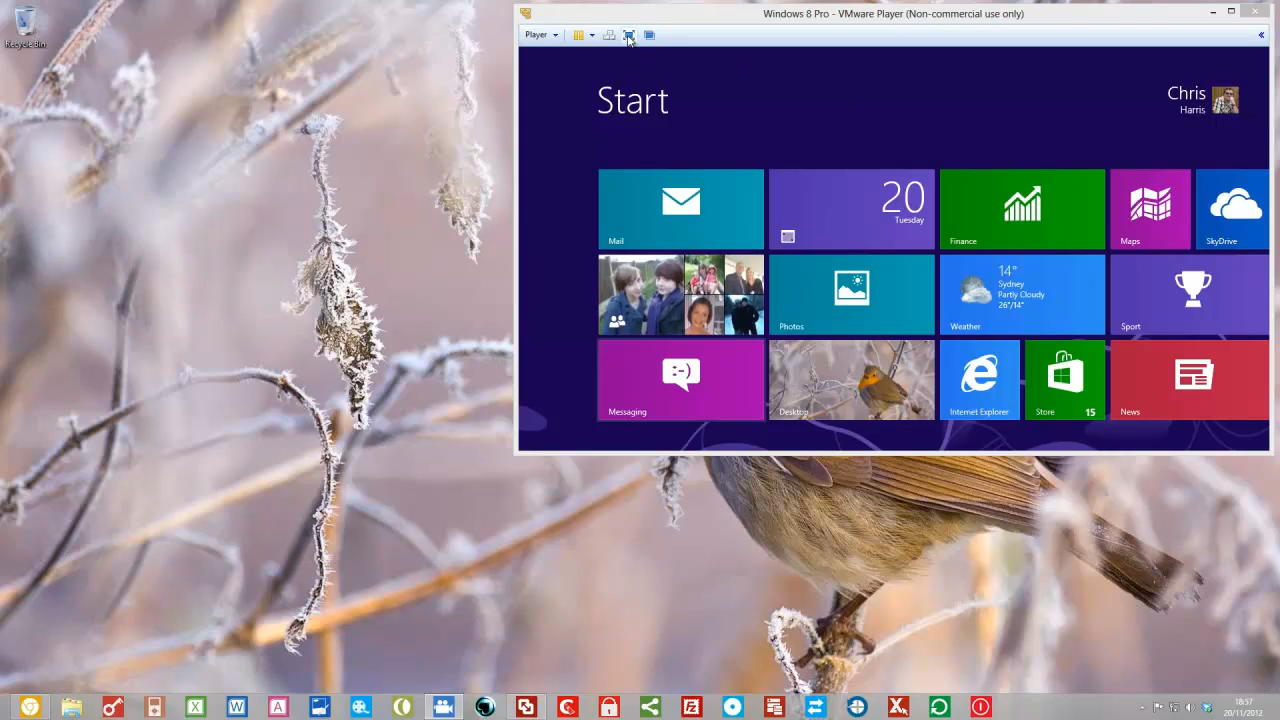 Recycle Bin
Windows 8 Pro - VMware Player (Non-commercial use only)
Player
Start
Chris
Harris
Mail
20
Tuesday
Finance
Maps
SkyDrive
Photos
14°
Sydney
Partly Cloudy
26°/14°
Weather
Sport
:-)
Messaging
Desktop
Internet Explorer
Store 15
News
X
W
A
C
FZ
X
18:57
20/11/2012